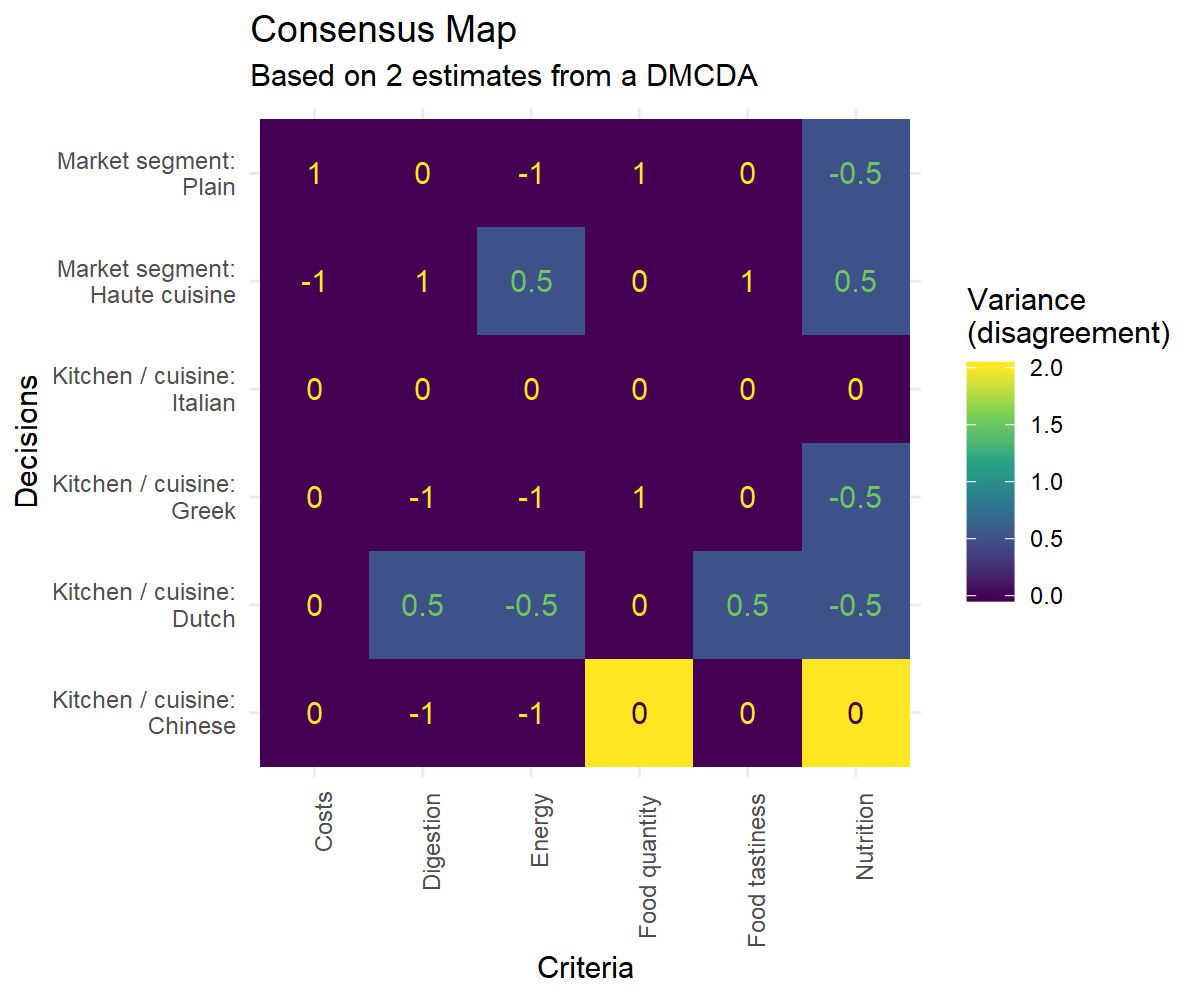 Consensus Map
Based on 2 estimates from a DMCDA
Decisions
Market segment:
Plain
1 0 -1 1 0 -0.5
Market segment:
Haute cuisine
-1 1 0.5 0 1 0.5
Kitchen / cuisine:
Italian
0 0 0 0 0 0
Kitchen / cuisine:
Greek
0 -1 -1 1 0 -0.5
Kitchen / cuisine:
Dutch
0 0.5 -0.5 0 0.5 -0.5
Kitchen / cuisine:
Chinese
0 -1 -1 0 0 0
Costs
Digestion
Energy
Food quantity
Food tastiness
Nutrition
Criteria
Variance
(disagreement)
2.0
1.5
1.0
0.5
0.0